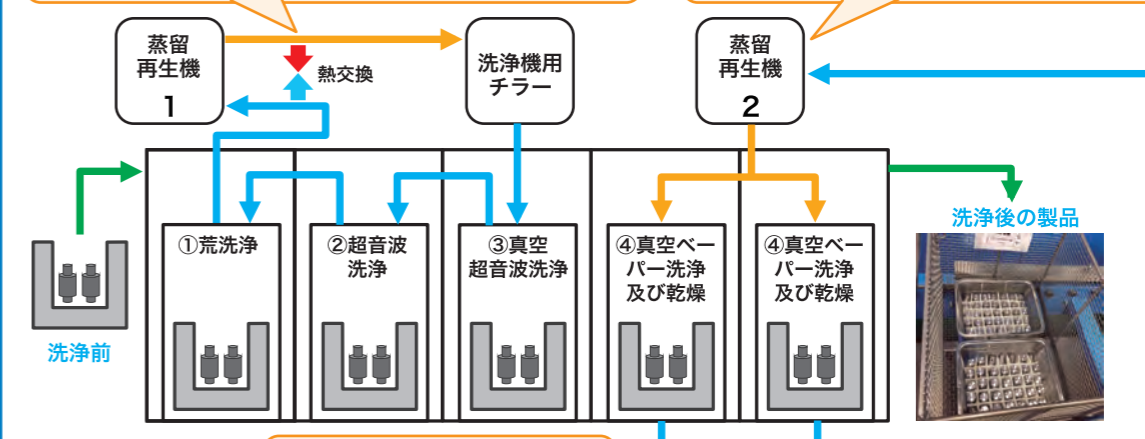 蒸留
再生機
1
熱交換
洗浄機用
チラー
蒸留
再生機
2
洗浄前
①荒洗浄
②超音波
洗浄
③真空
超音波洗浄
④真空ベー
パー洗浄
及び乾燥
④真空ベー
パー洗浄
及び乾燥
洗浄後の製品